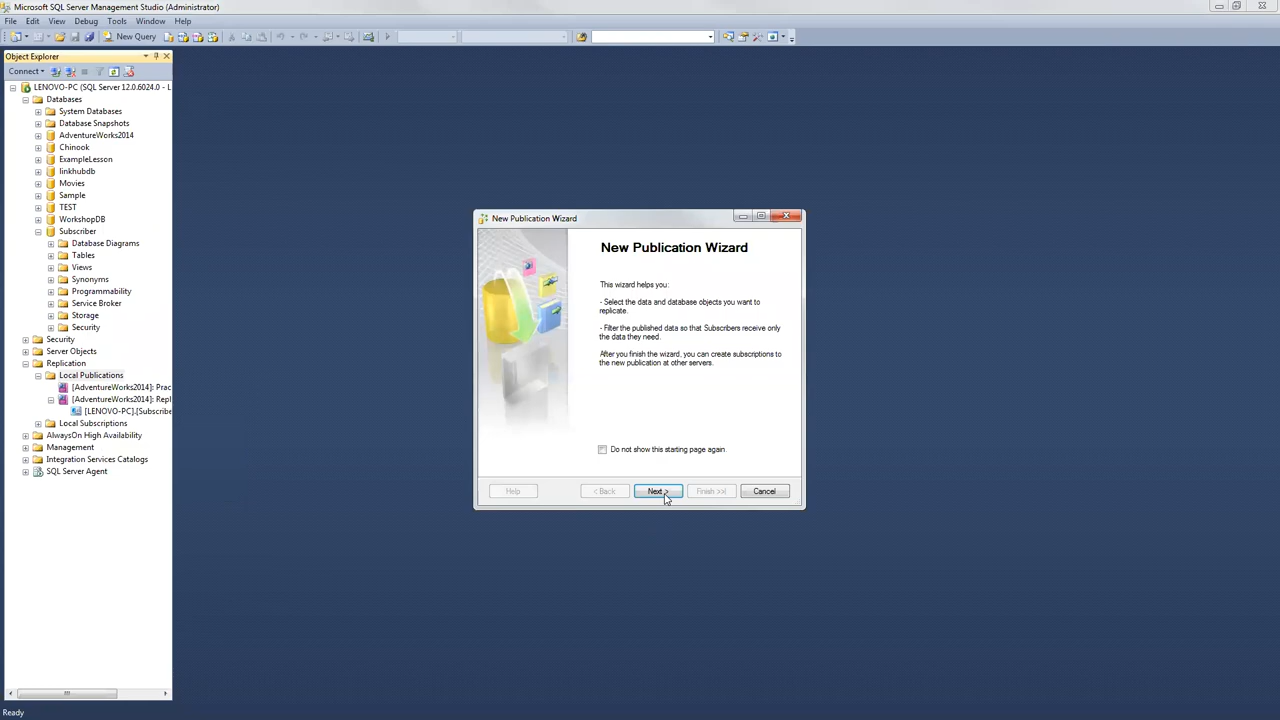 Microsoft SQL Server Management Studio (Administrator)
File Edit View Debug Tools Window Help
New Query
Object Explorer
Connect
LENOVO-PC (SQL Server 12.0.6024.0 - L
Databases
System Databases
Database Snapshots
AdventureWorks2014
Chinook
ExampleLesson
linkhubdb
Movies
Sample
TEST
WorkshopDB
Subscriber
Database Diagrams
Tables
Views
Synonyms
Programmability
Service Broker
Storage
Security
Security
Server Objects
Replication
Local Publications
[AdventureWorks2014]: Prac
[AdventureWorks2014]: Repl
[LENOVO-PC].[Subscribe
Local Subscriptions
AlwaysOn High Availability
Management
Integration Services Catalogs
SQL Server Agent
New Publication Wizard
New Publication Wizard
This wizard helps you:
- Select the data and database objects you want to
replicate.
- Filter the published data so that Subscribers receive only
the data they need.
After you finish the wizard, you can create subscriptions to
the new publication at other servers.
Do not show this starting page again.
Help < Back Next > Finish >>| Cancel
Ready